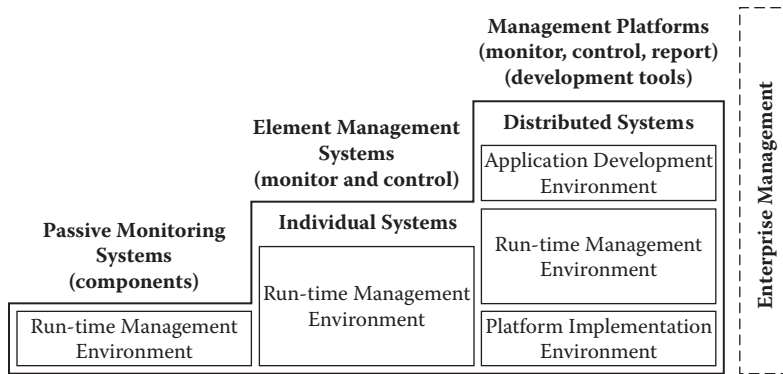 Management Platforms
(monitor, control, report)
(development tools)
Element Management
Systems
(monitor and control)
Distributed Systems
Application Development
Environment
Passive Monitoring
Systems
(components)
Individual Systems
Run-time Management
Environment
Run-time Management
Environment
Run-time Management
Environment
Platform Implementation
Environment
Enterprise Management